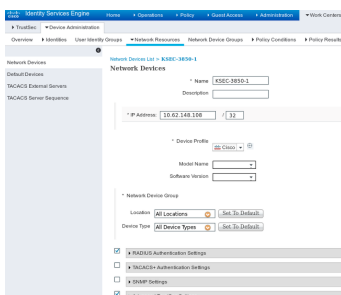 Identity Services Engine Home Operations Policy Guest Access Administration Work Centers
TrustSec Device Administration
Overview Identities User Identity Groups Network Resources Network Device Groups Policy Conditions Policy Results
Network Devices
Default Devices
TACACS External Servers
TACACS Server Sequence
Network Devices List > KSEC-3850-1
Network Devices
* Name KSEC-3850-1
Description
* IP Address: 10.62.148.108 / 32
* Device Profile
Cisco
Model Name
Software Version
* Network Device Group
Location All Locations Set To Default
Device Type All Device Types Set To Default
RADIUS Authentication Settings
TACACS+ Authentication Settings
SNMP Settings